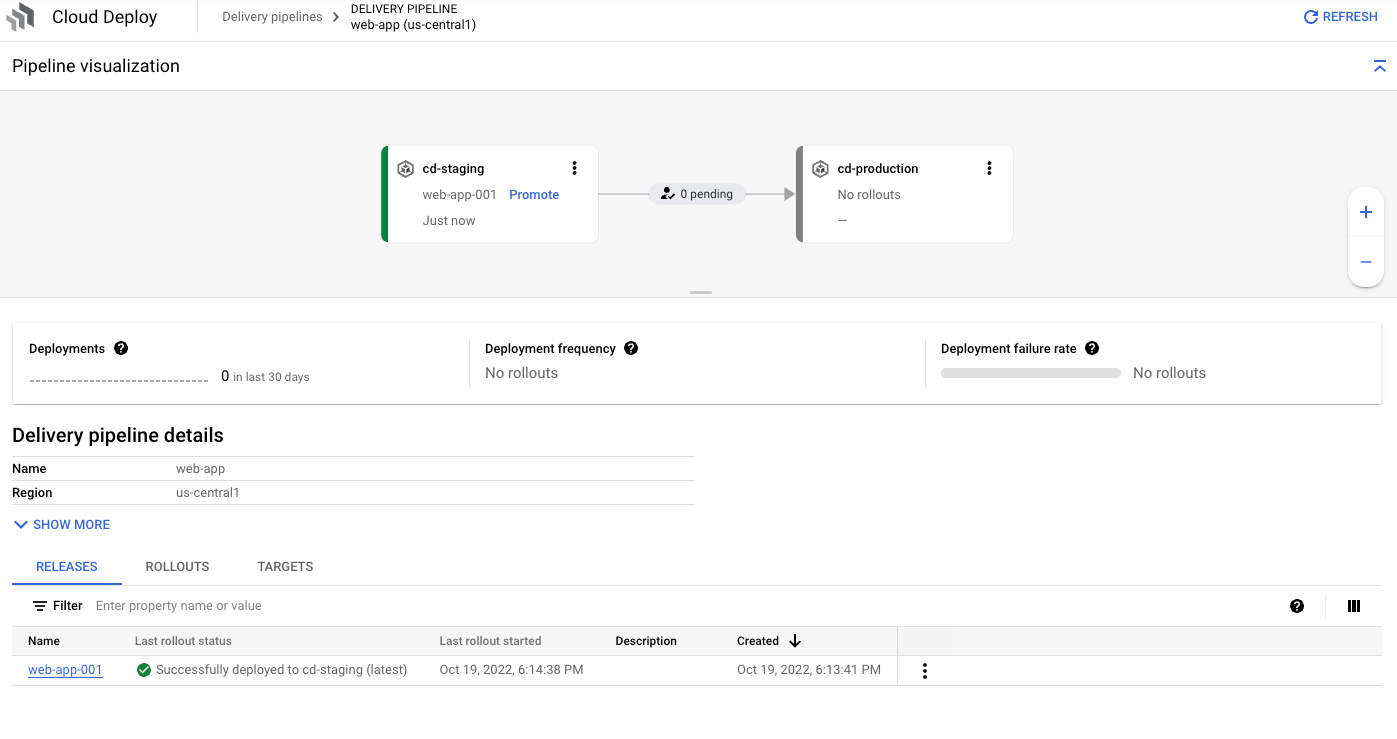 Cloud Deploy
Delivery pipelines
DELIVERY PIPELINE
web-app (us-central1)
REFRESH
Pipeline visualization
cd-staging
web-app-001 Promote
Just now
0 pending
cd-production
No rollouts
—
Deployments
0 in last 30 days
Deployment frequency
No rollouts
Deployment failure rate
No rollouts
Delivery pipeline details
Name web-app
Region us-central1
SHOW MORE
RELEASES ROLLOUTS TARGETS
Filter Enter property name or value
Name Last rollout status Last rollout started Description Created
web-app-001 Successfully deployed to cd-staging (latest) Oct 19, 2022, 6:14:38 PM Oct 19, 2022, 6:13:41 PM